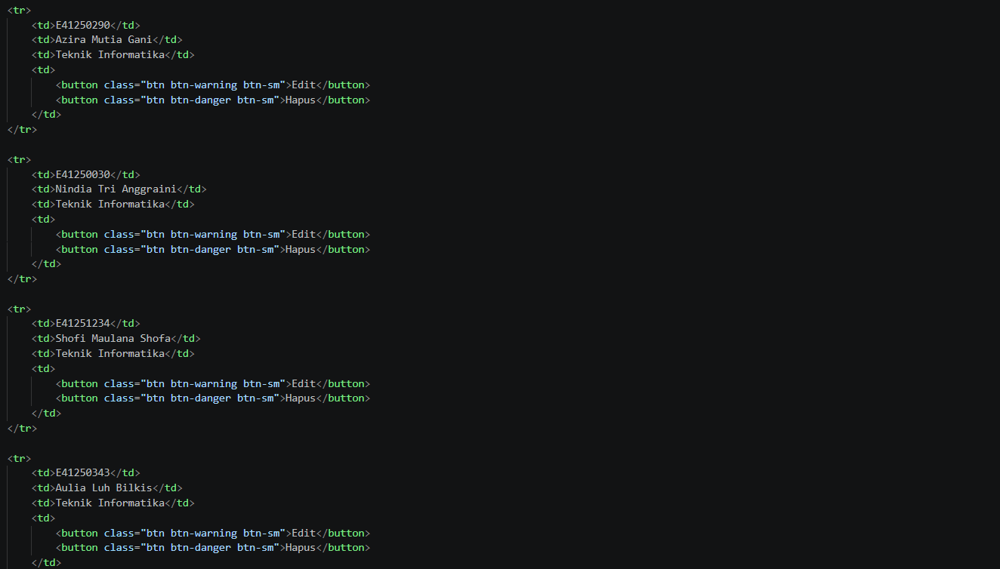 <tr>
    <td>E41250290</td>
    <td>Azira Mutia Gani</td>
    <td>Teknik Informatika</td>
    <td>
        <button class="btn btn-warning btn-sm">Edit</button>
        <button class="btn btn-danger btn-sm">Hapus</button>
    </td>
</tr>

<tr>
    <td>E41250030</td>
    <td>Nindia Tri Anggraini</td>
    <td>Teknik Informatika</td>
    <td>
        <button class="btn btn-warning btn-sm">Edit</button>
        <button class="btn btn-danger btn-sm">Hapus</button>
    </td>
</tr>

<tr>
    <td>E41251234</td>
    <td>Shofi Maulana Shofa</td>
    <td>Teknik Informatika</td>
    <td>
        <button class="btn btn-warning btn-sm">Edit</button>
        <button class="btn btn-danger btn-sm">Hapus</button>
    </td>
</tr>

<tr>
    <td>E41250343</td>
    <td>Aulia Luh Bilkis</td>
    <td>Teknik Informatika</td>
    <td>
        <button class="btn btn-warning btn-sm">Edit</button>
        <button class="btn btn-danger btn-sm">Hapus</button>
    </td>